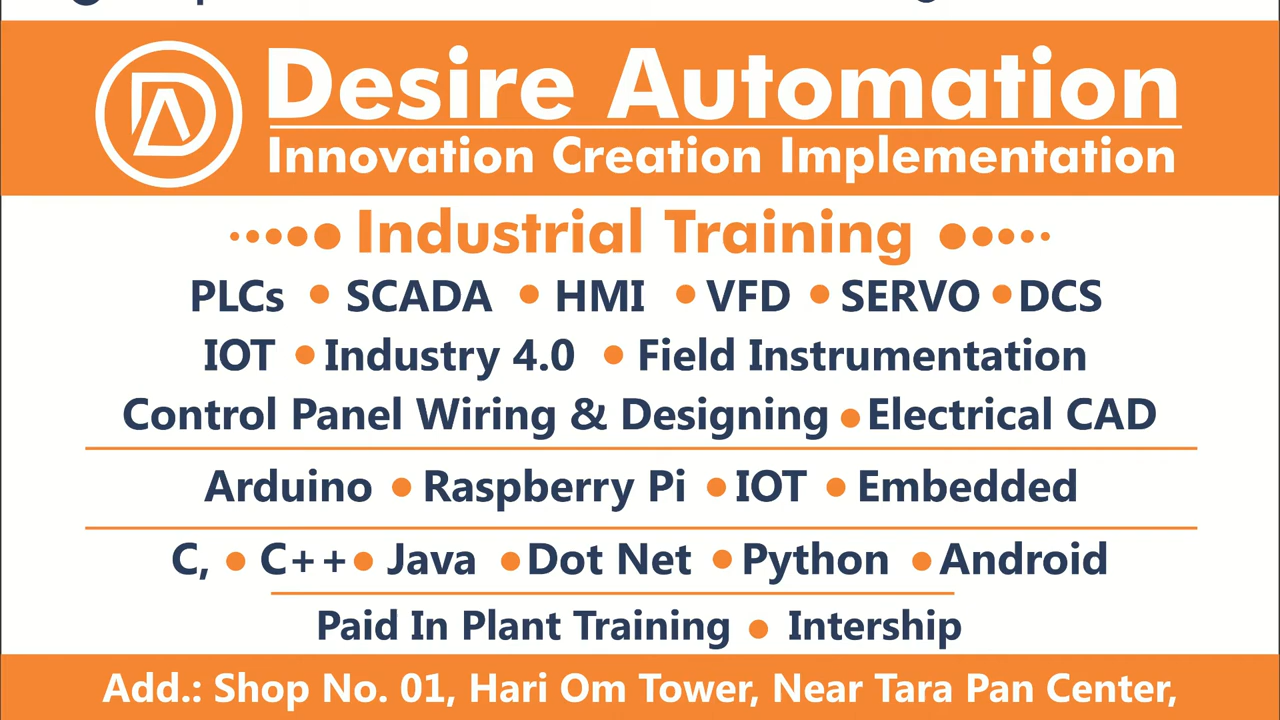 Desire Automation
Innovation Creation Implementation
Industrial Training
PLCs • SCADA • HMI • VFD • SERVO • DCS
IOT • Industry 4.0 • Field Instrumentation
Control Panel Wiring & Designing • Electrical CAD
Arduino • Raspberry Pi • IOT • Embedded
C, • C++ • Java • Dot Net • Python • Android
Paid In Plant Training • Intership
Add.: Shop No. 01, Hari Om Tower, Near Tara Pan Center,